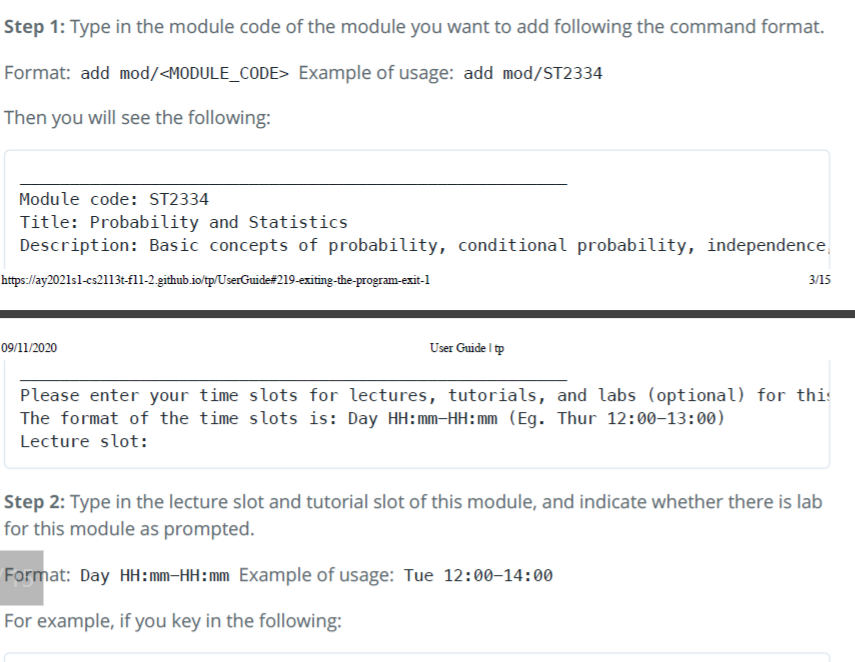 Step 1: Type in the module code of the module you want to add following the command format.
Format: add mod/<MODULE_CODE> Example of usage: add mod/ST2334
Then you will see the following:
Module code: ST2334
Title: Probability and Statistics
Description: Basic concepts of probability, conditional probability, independence,
https://ay2021s1-cs2113t-f11-2.github.io/tp/UserGuide#219-exiting-the-program-exit-1 3/15
09/11/2020 User Guide | tp
Please enter your time slots for lectures, tutorials, and labs (optional) for this
The format of the time slots is: Day HH:mm-HH:mm (Eg. Thur 12:00-13:00)
Lecture slot:
Step 2: Type in the lecture slot and tutorial slot of this module, and indicate whether there is lab
for this module as prompted.
Format: Day HH:mm-HH:mm Example of usage: Tue 12:00-14:00
For example, if you key in the following: